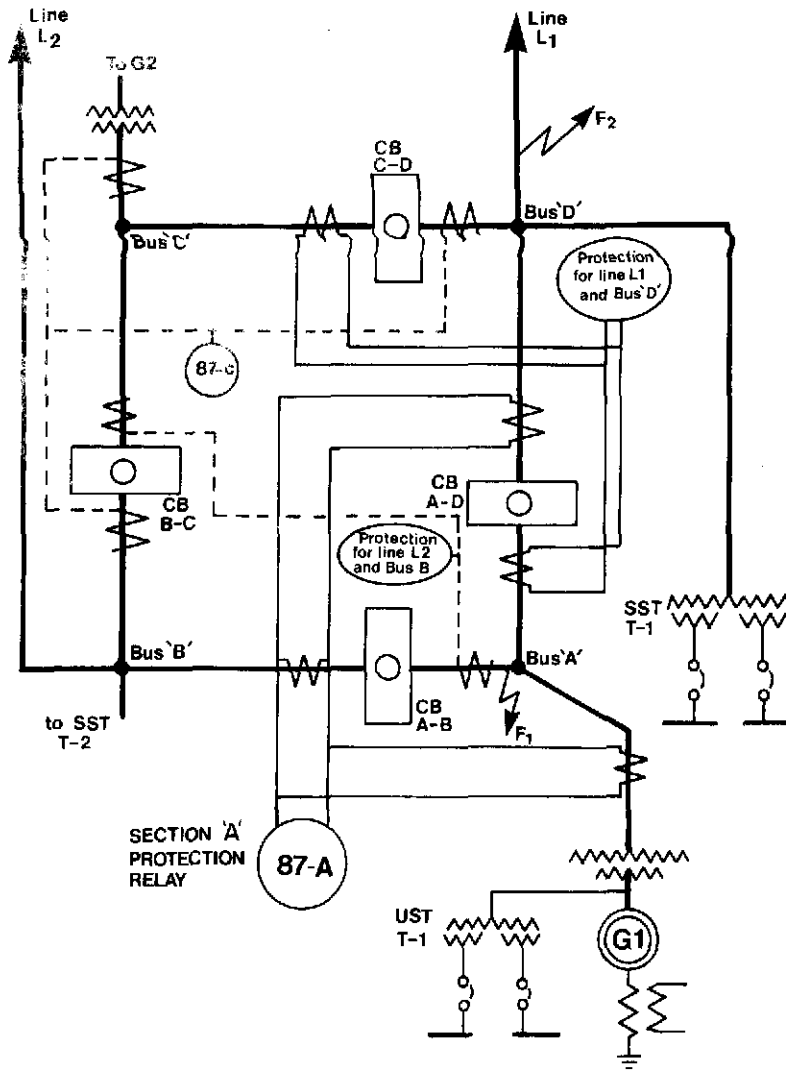 Line
L2
To G2
Line
L1
F2
CB
C-D
Bus'C'
Bus'D'
Protection
for line L1
and Bus'D'
87-c
CB
B-C
CB
A-D
Protection
for line L2
and Bus B
SST
T-1
Bus'B'
Bus'A'
to SST
T-2
CB
A-B
F1
SECTION 'A'
PROTECTION
RELAY
87-A
UST
T-1
G1